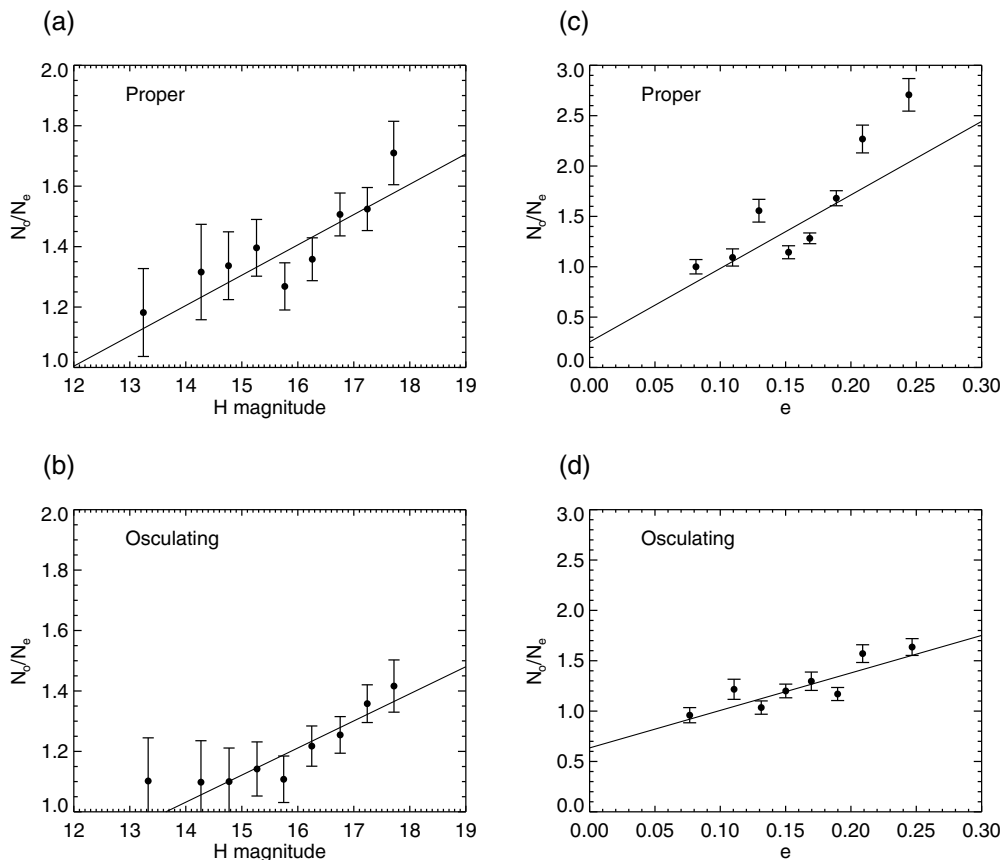 (a)
Proper
2.0
1.8
1.6
1.4
1.2
1.0
N_o/N_e
12 13 14 15 16 17 18 19
H magnitude
(c)
Proper
3.0
2.5
2.0
1.5
1.0
0.5
0.0
N_o/N_e
0.00 0.05 0.10 0.15 0.20 0.25 0.30
e
(b)
Osculating
2.0
1.8
1.6
1.4
1.2
1.0
N_o/N_e
12 13 14 15 16 17 18 19
H magnitude
(d)
Osculating
3.0
2.5
2.0
1.5
1.0
0.5
0.0
N_o/N_e
0.00 0.05 0.10 0.15 0.20 0.25 0.30
e